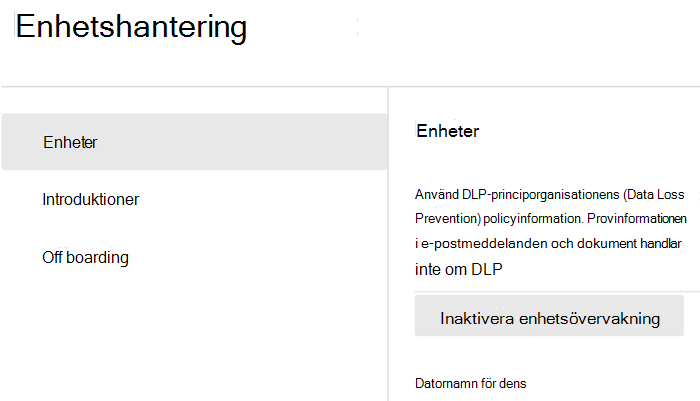 Enhetshantering
Enheter
Introduktioner
Off boarding
Enheter
Använd DLP-principorganisationens (Data Loss
Prevention) policyinformation. Provinformationen
i e-postmeddelanden och dokument handlar
inte om DLP
Inaktivera enhetsövervakning
Datornamn för dens